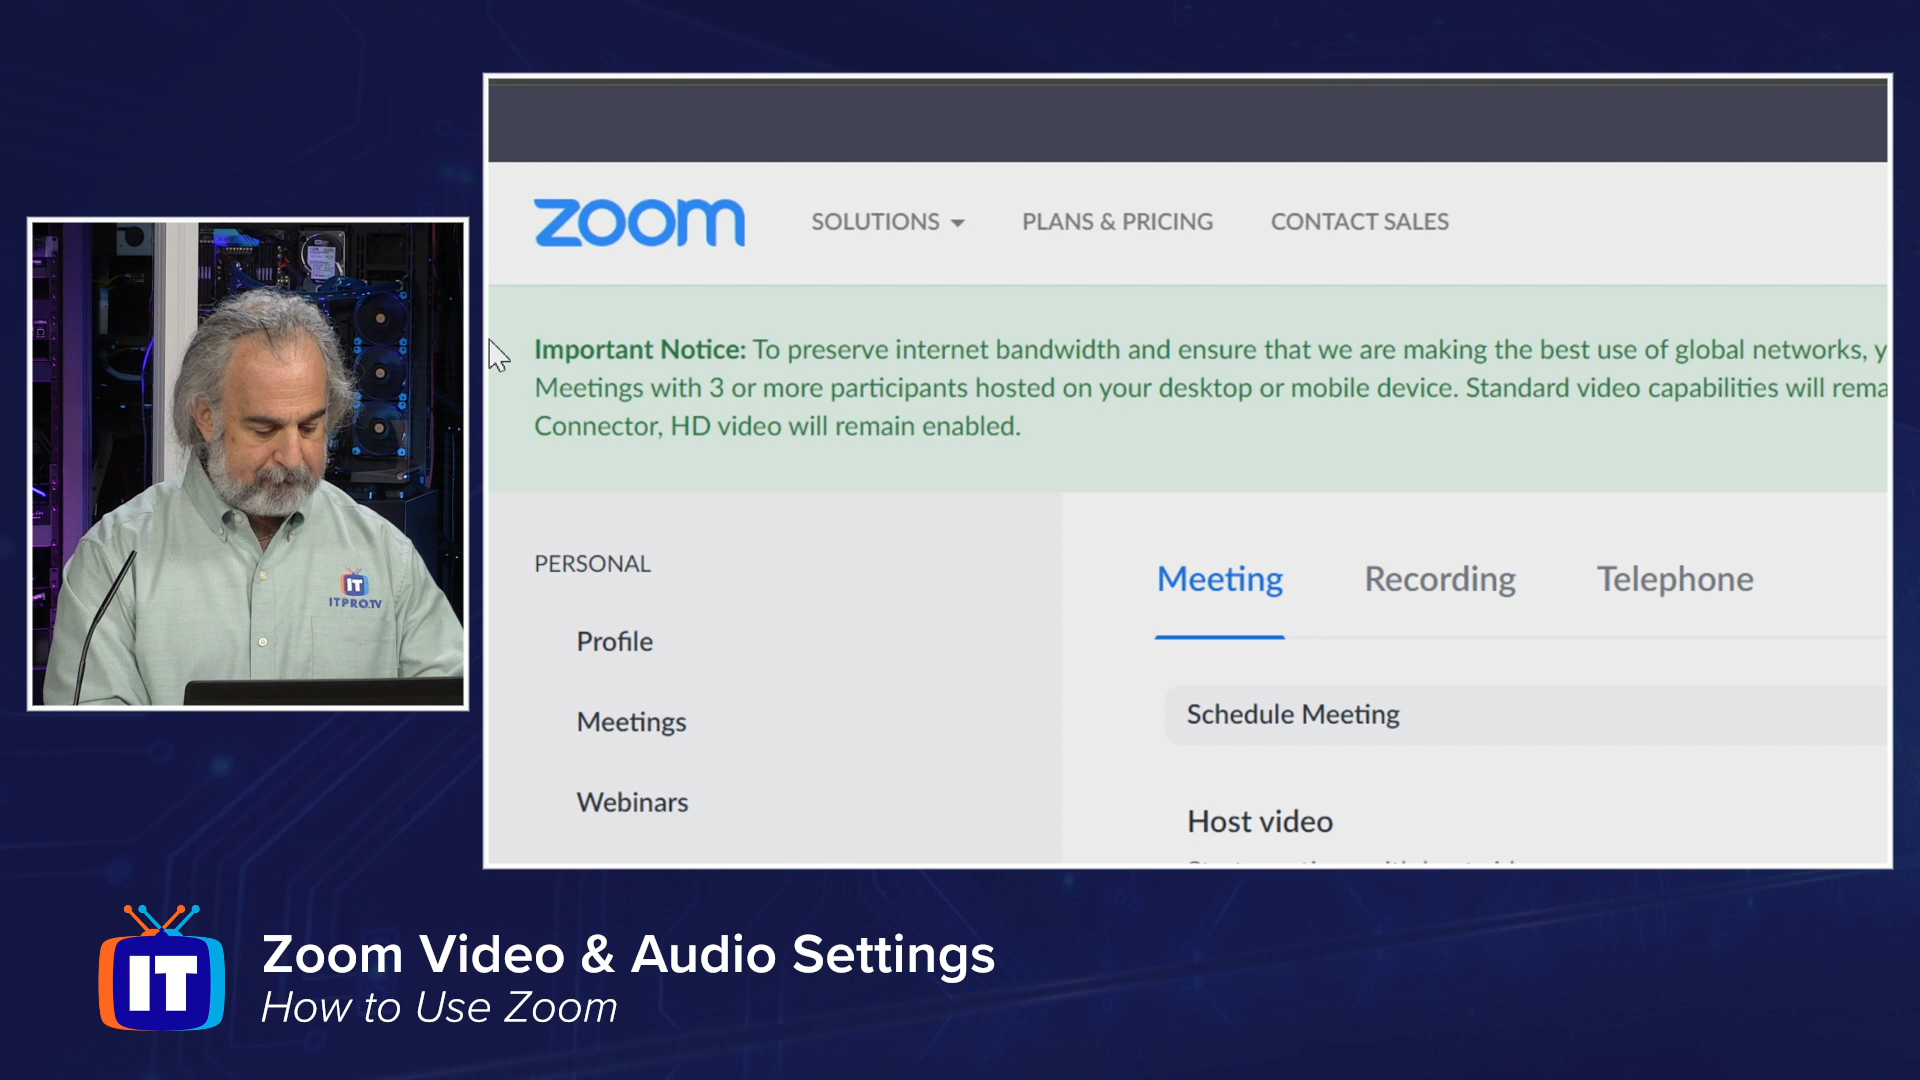 zoom
SOLUTIONS
PLANS & PRICING
CONTACT SALES
Important Notice: To preserve internet bandwidth and ensure that we are making the best use of global networks, y
Meetings with 3 or more participants hosted on your desktop or mobile device. Standard video capabilities will rema
Connector, HD video will remain enabled.
PERSONAL
Profile
Meetings
Webinars
Meeting
Recording
Telephone
Schedule Meeting
Host video
IT
ITPRO.TV
IT
Zoom Video & Audio Settings
How to Use Zoom